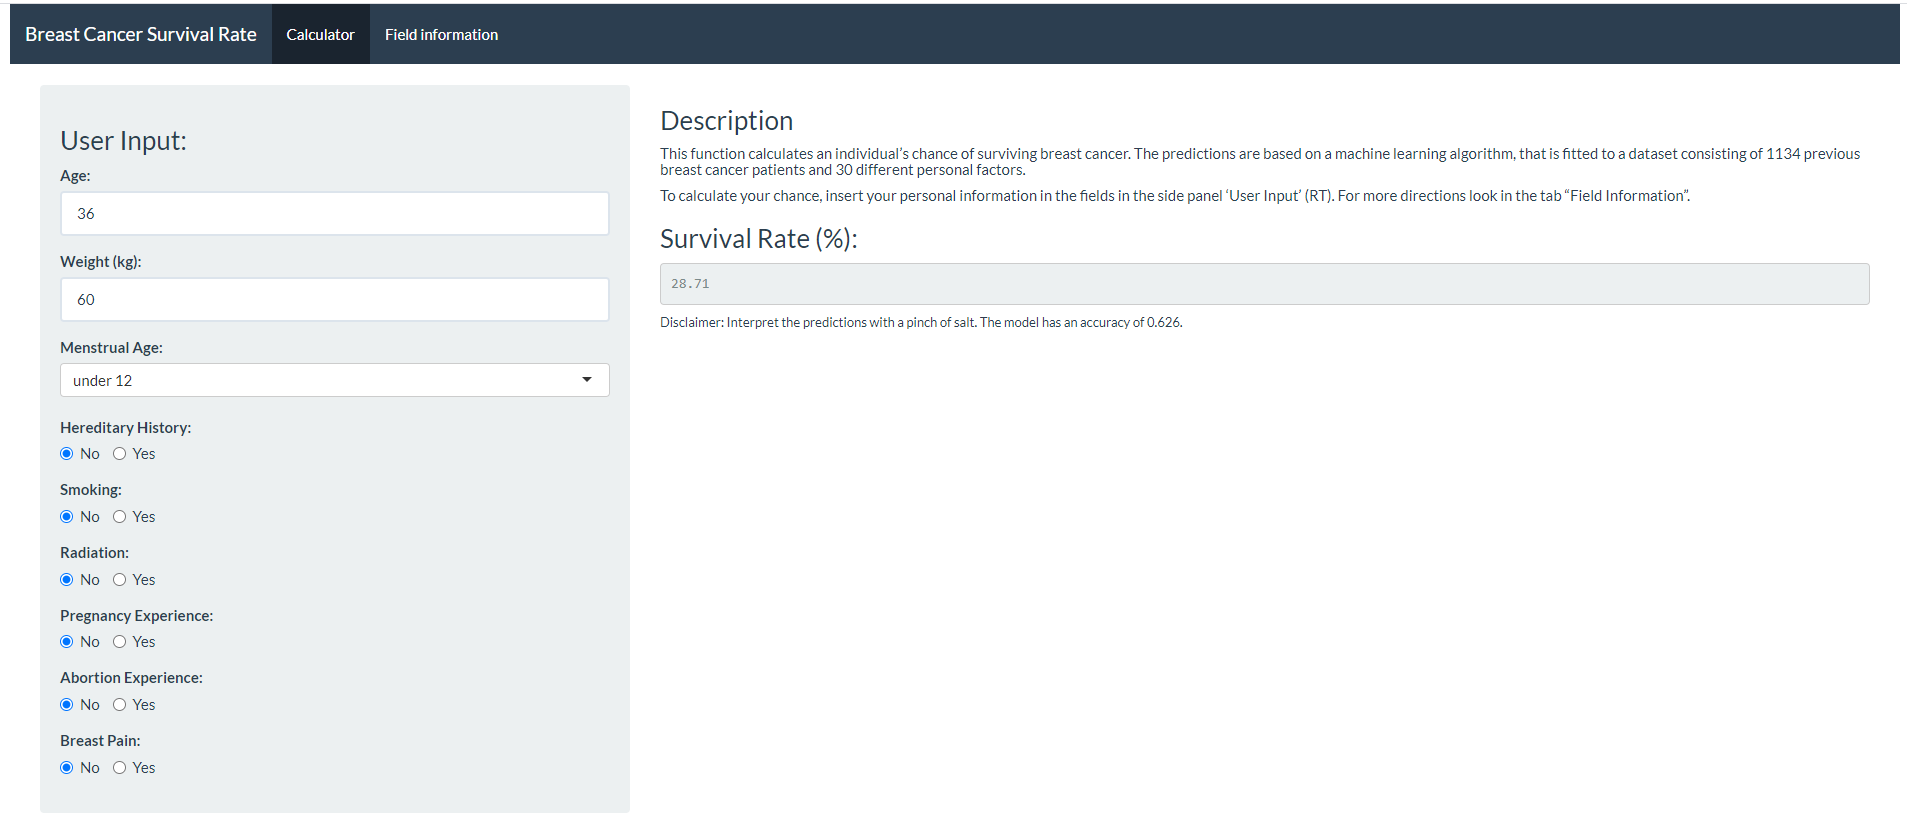 Breast Cancer Survival Rate Calculator Field information
User Input:
Age:
36
Weight (kg):
60
Menstrual Age:
under 12
Hereditary History:
No Yes
Smoking:
No Yes
Radiation:
No Yes
Pregnancy Experience:
No Yes
Abortion Experience:
No Yes
Breast Pain:
No Yes
Description
This function calculates an individual’s chance of surviving breast cancer. The predictions are based on a machine learning algorithm, that is fitted to a dataset consisting of 1134 previous
breast cancer patients and 30 different personal factors.
To calculate your chance, insert your personal information in the fields in the side panel ‘User Input’ (RT). For more directions look in the tab “Field Information”.
Survival Rate (%):
28.71
Disclaimer: Interpret the predictions with a pinch of salt. The model has an accuracy of 0.626.